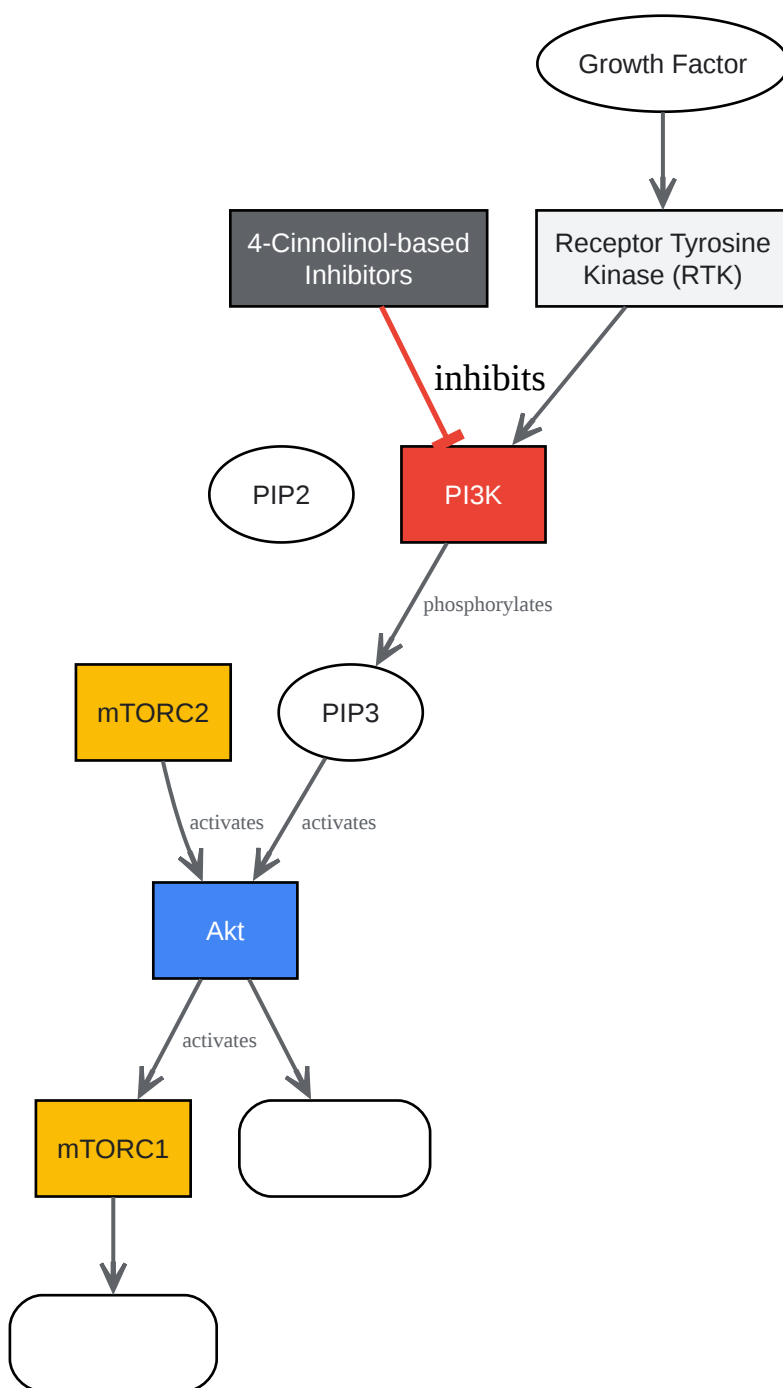 Growth Factor
4-Cinnolinol-based
Inhibitors
Receptor Tyrosine
Kinase (RTK)
inhibits
PIP2
PI3K
phosphorylates
mTORC2
PIP3
activates
activates
Akt
activates
mTORC1